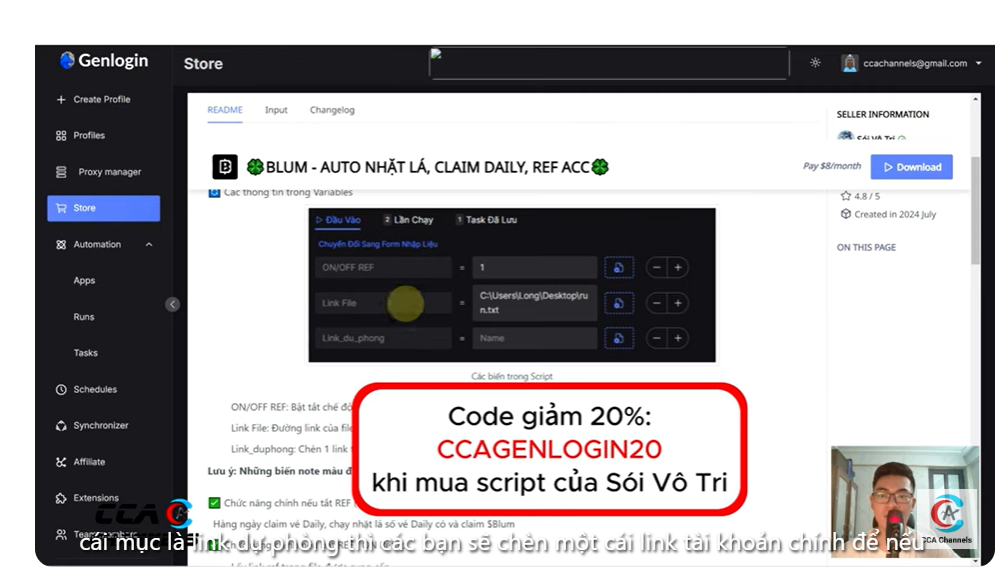 Genlogin
Store
ccachannels@gmail.com
Create Profile
Profiles
Proxy manager
Store
Automation
Apps
Runs
Tasks
Schedules
Synchronizer
Affiliate
Extensions
README Input Changelog
🍀BLUM - AUTO NHẶT LÁ, CLAIM DAILY, REF ACC🍀
Pay $8/month
Download
Các thông tin trong Variables
Đầu Vào 2 Lần Chạy 1 Task Đã Lưu
Chuyển Đổi Sang Form Nhập Liệu
ON/OFF REF = 1
Link File = C:\Users\Long\Desktop\ru
n.txt
Link_du_phong = Name
Các biến trong Script
ON/OFF REF: Bật tắt chế độ
Link File: Đường link của file
Link_duphong: Chèn 1 link
Lưu ý: Những biến note màu đ
Chức năng chính nếu tắt REF
Hàng ngày claim vé Daily, chạy nhặt lá số vé Daily có và claim $Blum
SELLER INFORMATION
Sói Vô Tri
4.8 / 5
Created in 2024 July
ON THIS PAGE
Code giảm 20%:
CCAGENLOGIN20
khi mua script của Sói Vô Tri
CCA
CCA Channels
cái mục là link dự phòng thì các bạn sẽ chèn một cái link tài khoản chính để nếu